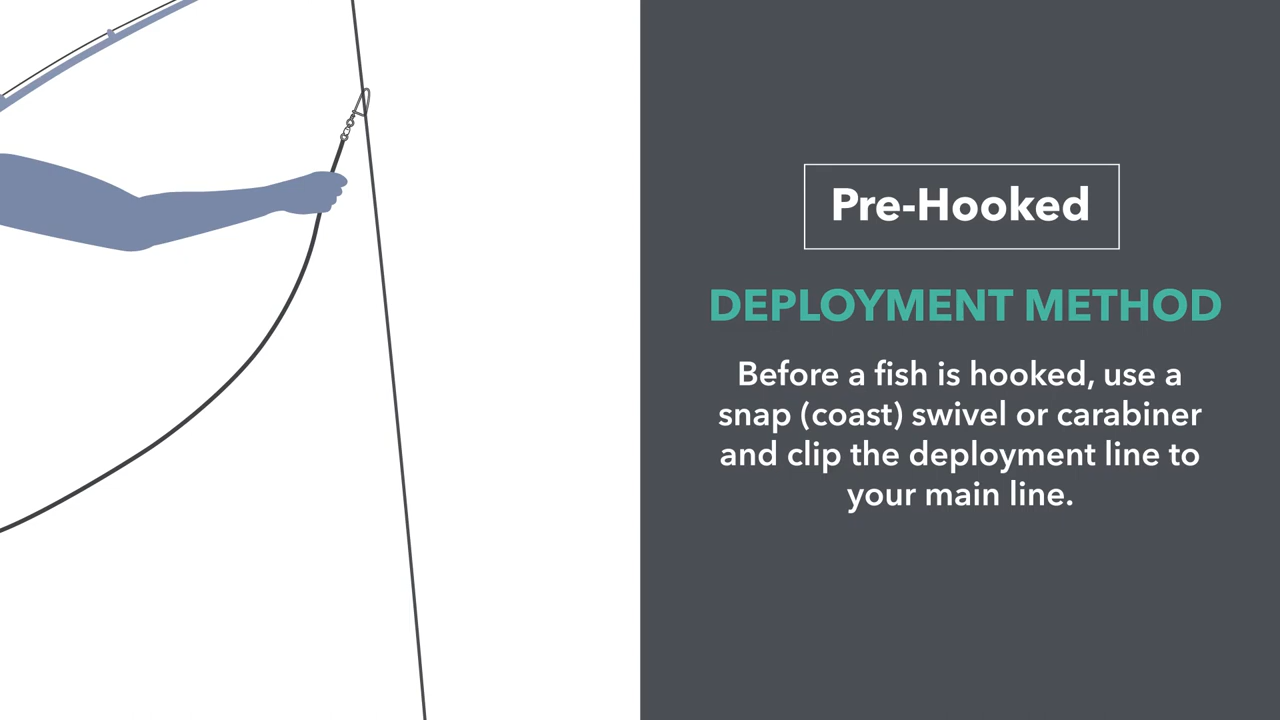 Pre-Hooked
DEPLOYMENT METHOD
Before a fish is hooked, use a
snap (coast) swivel or carabiner
and clip the deployment line to
your main line.